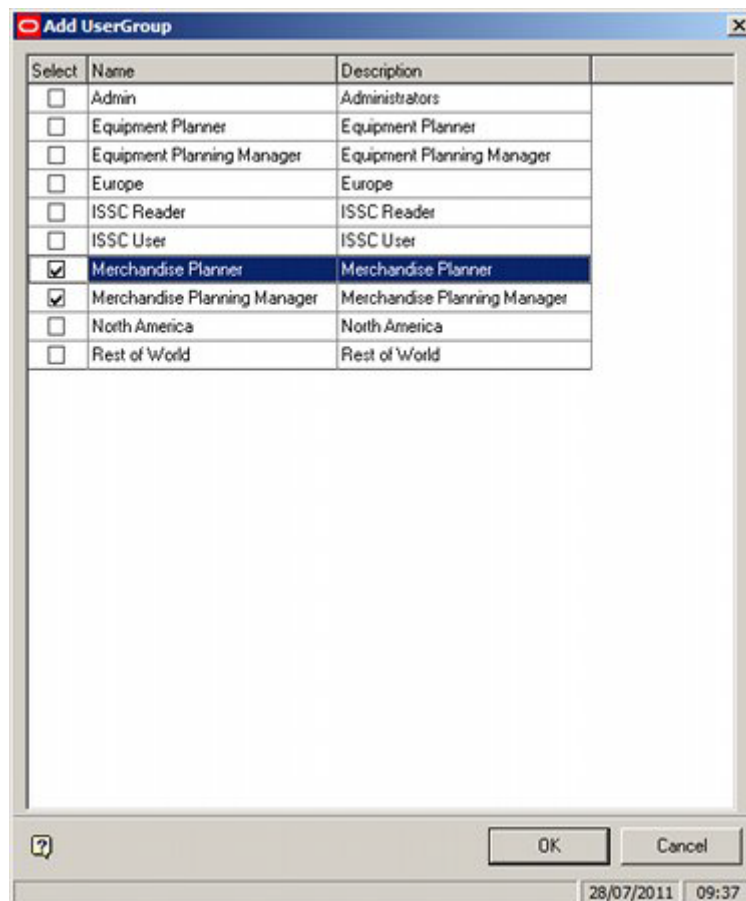 Add UserGroup
Select Name Description
Admin Administrators
Equipment Planner Equipment Planner
Equipment Planning Manager Equipment Planning Manager
Europe Europe
ISSC Reader ISSC Reader
ISSC User ISSC User
Merchandise Planner Merchandise Planner
Merchandise Planning Manager Merchandise Planning Manager
North America North America
Rest of World Rest of World
OK Cancel
28/07/2011 09:37